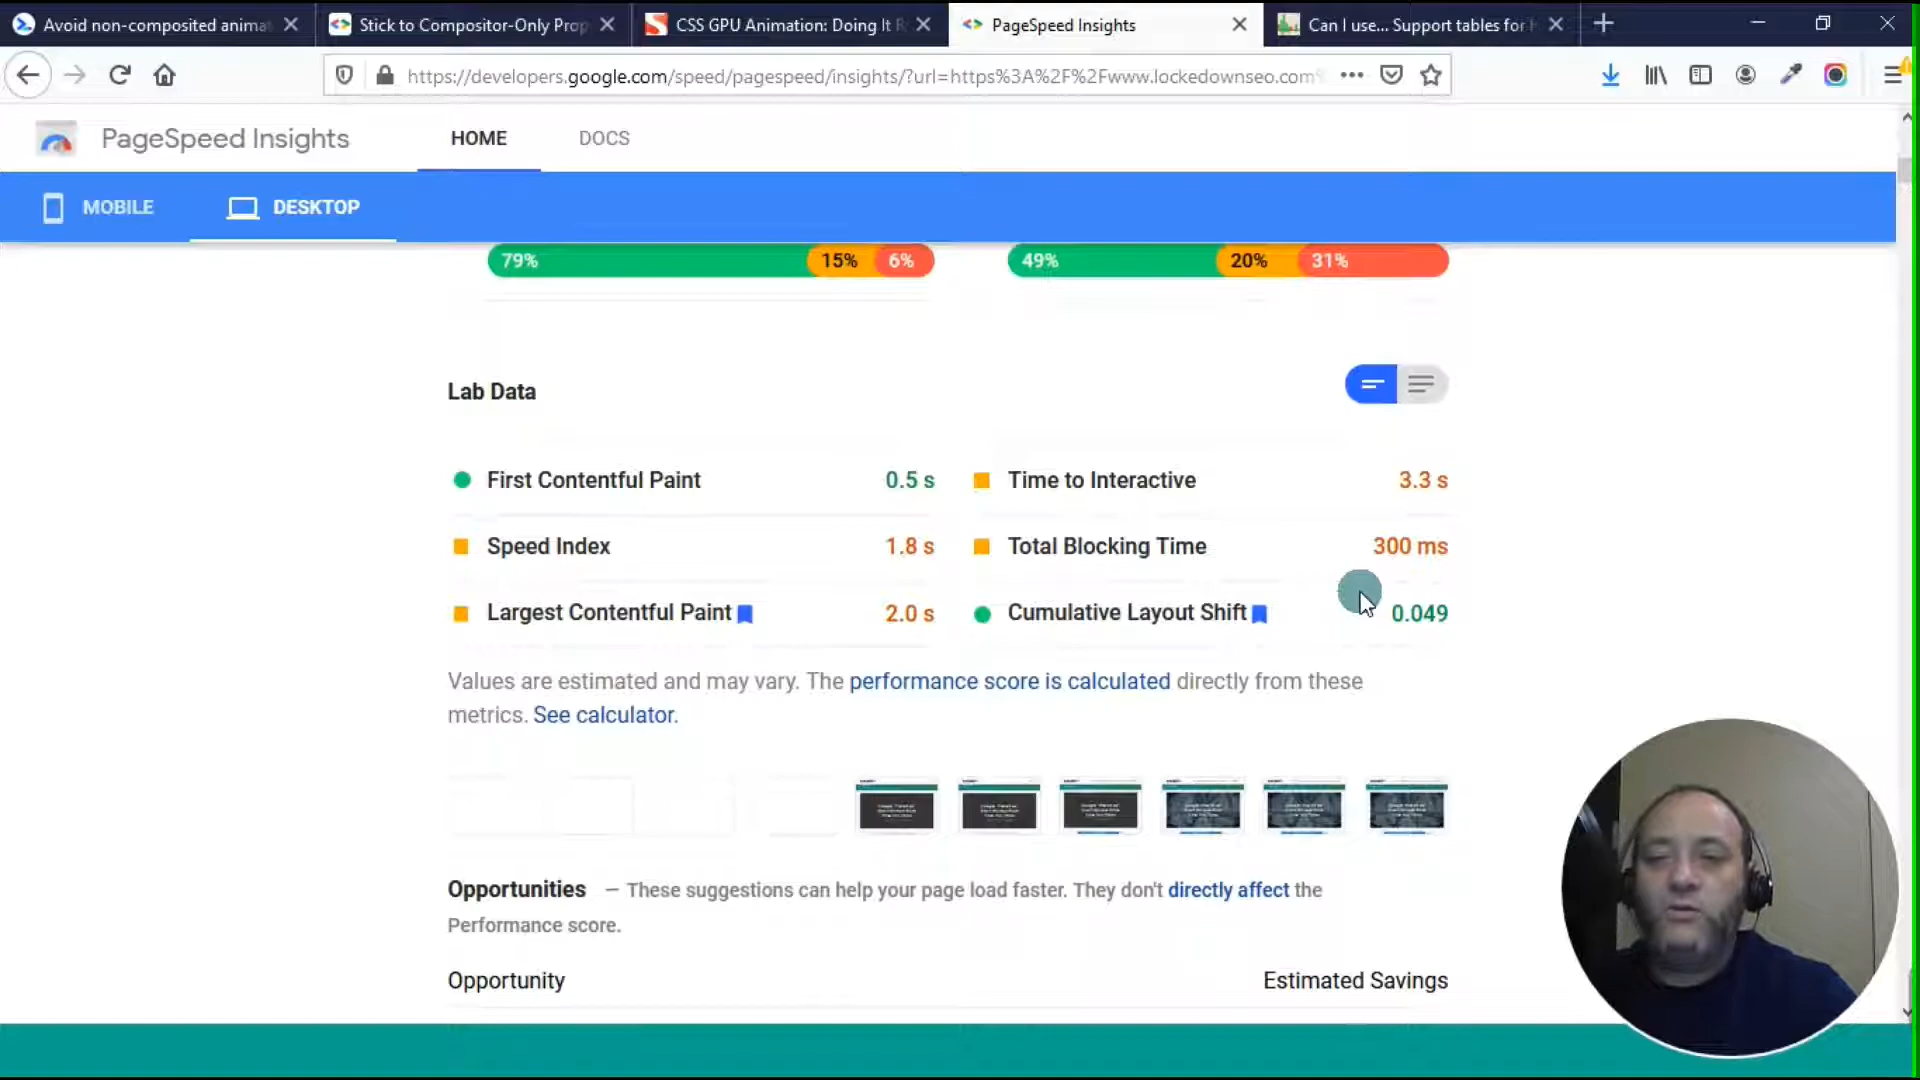 Avoid non-composited animat
Stick to Compositor-Only Prop
CSS GPU Animation: Doing It R
PageSpeed Insights
Can I use... Support tables for H
https://developers.google.com/speed/pagespeed/insights/?url=https%3A%2F%2Fwww.lockedownseo.com%
PageSpeed Insights
HOME
DOCS
MOBILE
DESKTOP
79%
15%
6%
49%
20%
31%
Lab Data
First Contentful Paint
0.5 s
Time to Interactive
3.3 s
Speed Index
1.8 s
Total Blocking Time
300 ms
Largest Contentful Paint
2.0 s
Cumulative Layout Shift
0.049
Values are estimated and may vary. The performance score is calculated directly from these
metrics. See calculator.
Opportunities — These suggestions can help your page load faster. They don't directly affect the
Performance score.
Opportunity
Estimated Savings